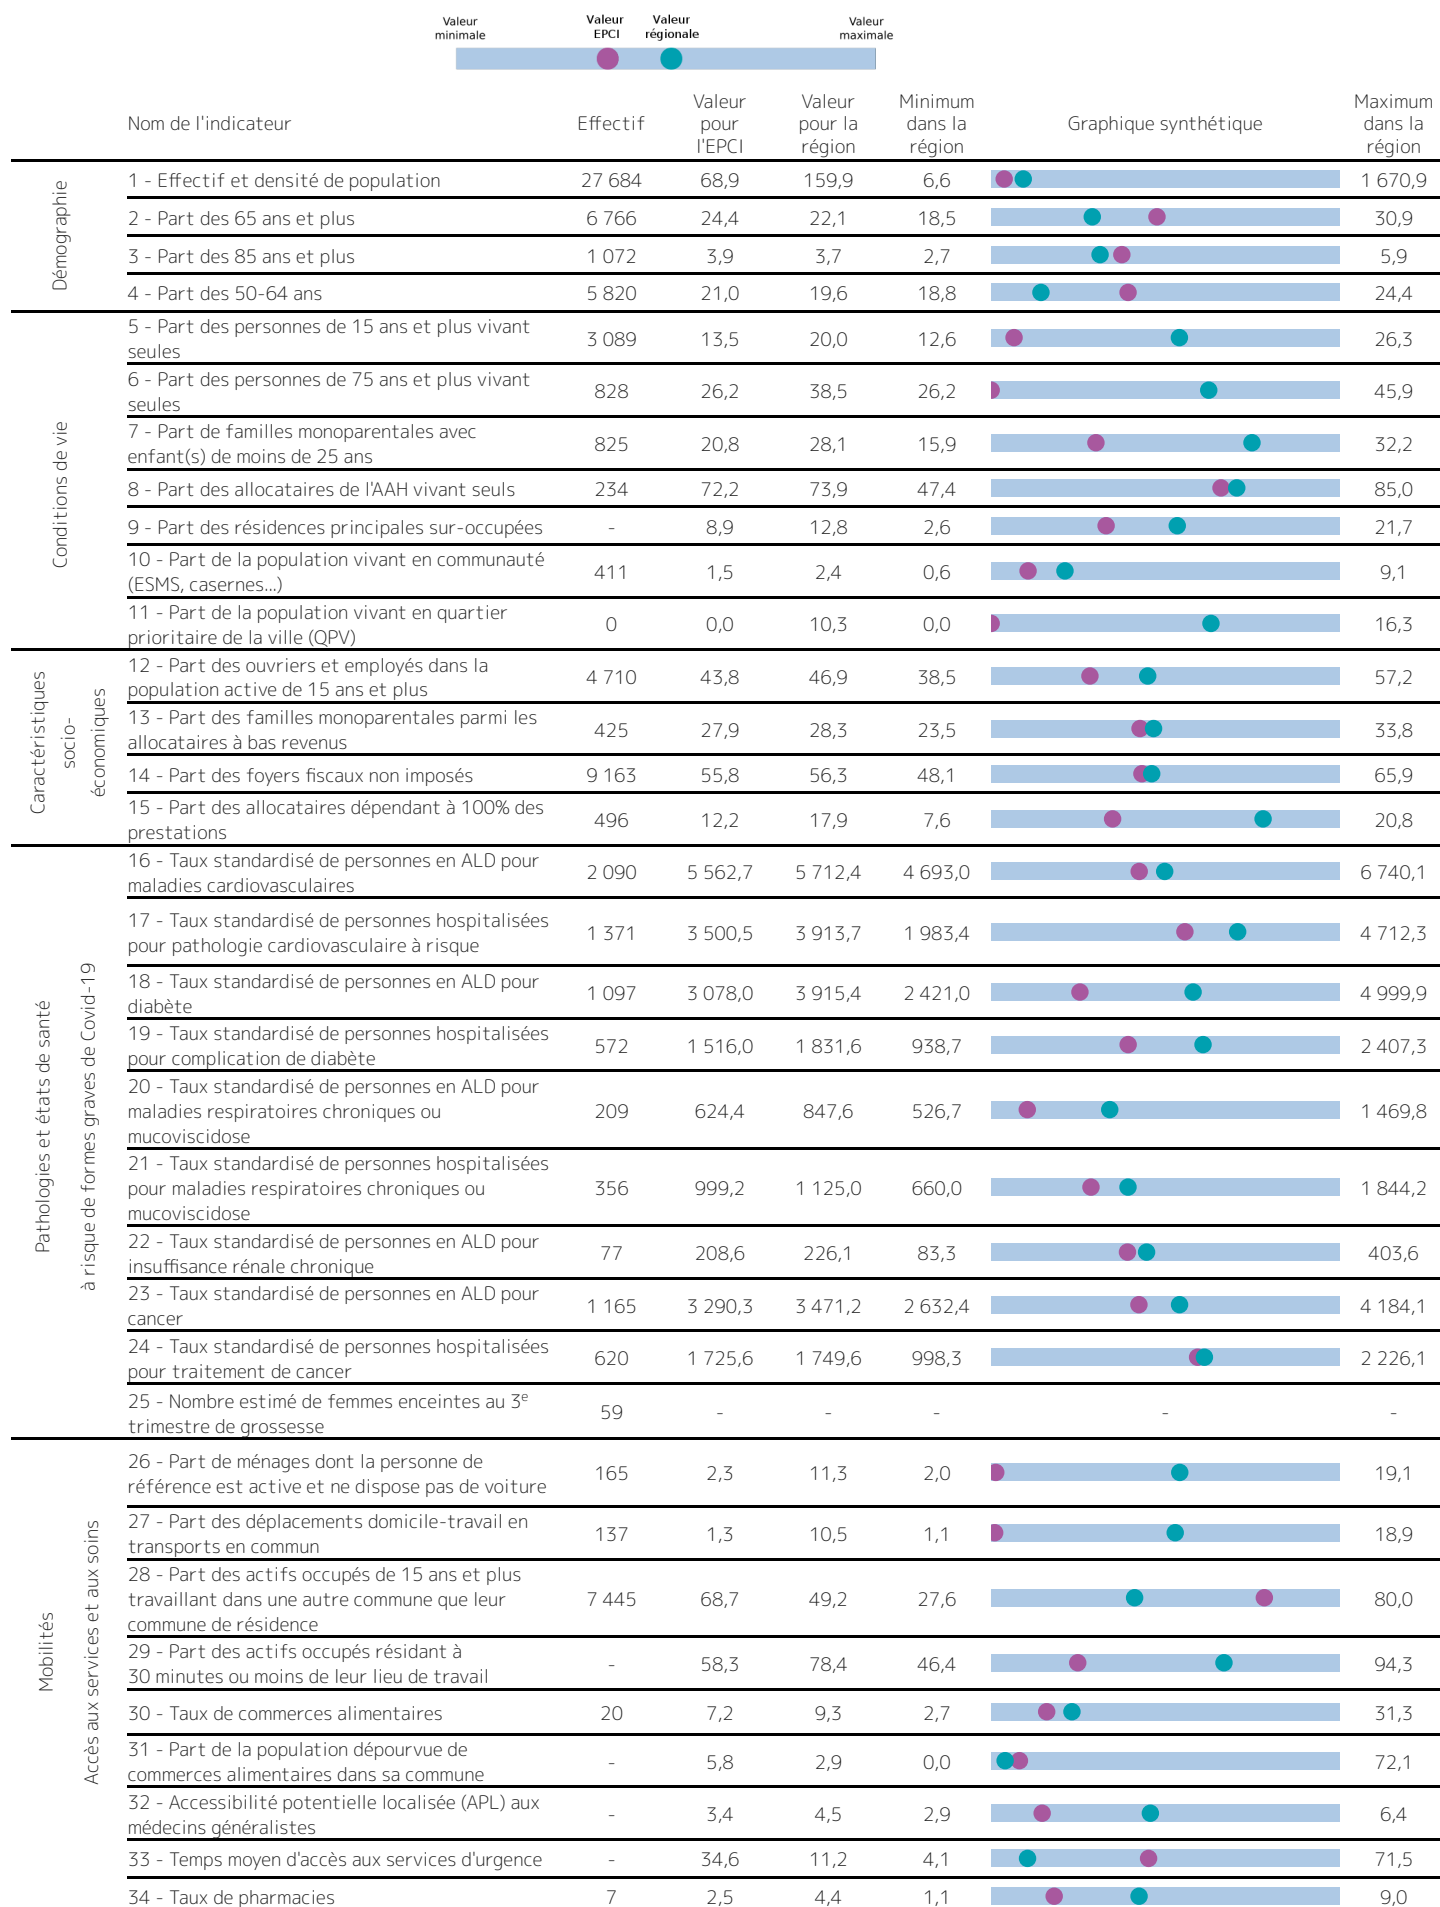 Valeur minimale
Valeur EPCI
Valeur régionale
Valeur maximale
Nom de l'indicateur
Effectif
Valeur pour l'EPCI
Valeur pour la région
Minimum dans la région
Graphique synthétique
Maximum dans la région
Démographie
1 - Effectif et densité de population 27 684 68,9 159,9 6,6 1 670,9
2 - Part des 65 ans et plus 6 766 24,4 22,1 18,5 30,9
3 - Part des 85 ans et plus 1 072 3,9 3,7 2,7 5,9
4 - Part des 50-64 ans 5 820 21,0 19,6 18,8 24,4
Conditions de vie
5 - Part des personnes de 15 ans et plus vivant
seules 3 089 13,5 20,0 12,6 26,3
6 - Part des personnes de 75 ans et plus vivant
seules 828 26,2 38,5 26,2 45,9
7 - Part de familles monoparentales avec
enfant(s) de moins de 25 ans 825 20,8 28,1 15,9 32,2
8 - Part des allocataires de l'AAH vivant seuls 234 72,2 73,9 47,4 85,0
9 - Part des résidences principales sur-occupées - 8,9 12,8 2,6 21,7
10 - Part de la population vivant en communauté
(ESMS, casernes...) 411 1,5 2,4 0,6 9,1
11 - Part de la population vivant en quartier
prioritaire de la ville (QPV) 0 0,0 10,3 0,0 16,3
Caractéristiques
socio-
économiques
12 - Part des ouvriers et employés dans la
population active de 15 ans et plus 4 710 43,8 46,9 38,5 57,2
13 - Part des familles monoparentales parmi les
allocataires à bas revenus 425 27,9 28,3 23,5 33,8
14 - Part des foyers fiscaux non imposés 9 163 55,8 56,3 48,1 65,9
15 - Part des allocataires dépendant à 100% des
prestations 496 12,2 17,9 7,6 20,8
Pathologies et états de santé
à risque de formes graves de Covid-19
16 - Taux standardisé de personnes en ALD pour
maladies cardiovasculaires 2 090 5 562,7 5 712,4 4 693,0 6 740,1
17 - Taux standardisé de personnes hospitalisées
pour pathologie cardiovasculaire à risque 1 371 3 500,5 3 913,7 1 983,4 4 712,3
18 - Taux standardisé de personnes en ALD pour
diabète 1 097 3 078,0 3 915,4 2 421,0 4 999,9
19 - Taux standardisé de personnes hospitalisées
pour complication de diabète 572 1 516,0 1 831,6 938,7 2 407,3
20 - Taux standardisé de personnes en ALD pour
maladies respiratoires chroniques ou 209 624,4 847,6 526,7 1 469,8
mucoviscidose
21 - Taux standardisé de personnes hospitalisées
pour maladies respiratoires chroniques ou 356 999,2 1 125,0 660,0 1 844,2
mucoviscidose
22 - Taux standardisé de personnes en ALD pour
insuffisance rénale chronique 77 208,6 226,1 83,3 403,6
23 - Taux standardisé de personnes en ALD pour
cancer 1 165 3 290,3 3 471,2 2 632,4 4 184,1
24 - Taux standardisé de personnes hospitalisées
pour traitement de cancer 620 1 725,6 1 749,6 998,3 2 226,1
25 - Nombre estimé de femmes enceintes au 3e
trimestre de grossesse 59 - - - - -
Mobilités
Accès aux services et aux soins
26 - Part de ménages dont la personne de
référence est active et ne dispose pas de voiture 165 2,3 11,3 2,0 19,1
27 - Part des déplacements domicile-travail en
transports en commun 137 1,3 10,5 1,1 18,9
28 - Part des actifs occupés de 15 ans et plus
travaillant dans une autre commune que leur 7 445 68,7 49,2 27,6 80,0
commune de résidence
29 - Part des actifs occupés résidant à
30 minutes ou moins de leur lieu de travail - 58,3 78,4 46,4 94,3
30 - Taux de commerces alimentaires 20 7,2 9,3 2,7 31,3
31 - Part de la population dépourvue de
commerces alimentaires dans sa commune - 5,8 2,9 0,0 72,1
32 - Accessibilité potentielle localisée (APL) aux
médecins généralistes - 3,4 4,5 2,9 6,4
33 - Temps moyen d'accès aux services d'urgence - 34,6 11,2 4,1 71,5
34 - Taux de pharmacies 7 2,5 4,4 1,1 9,0